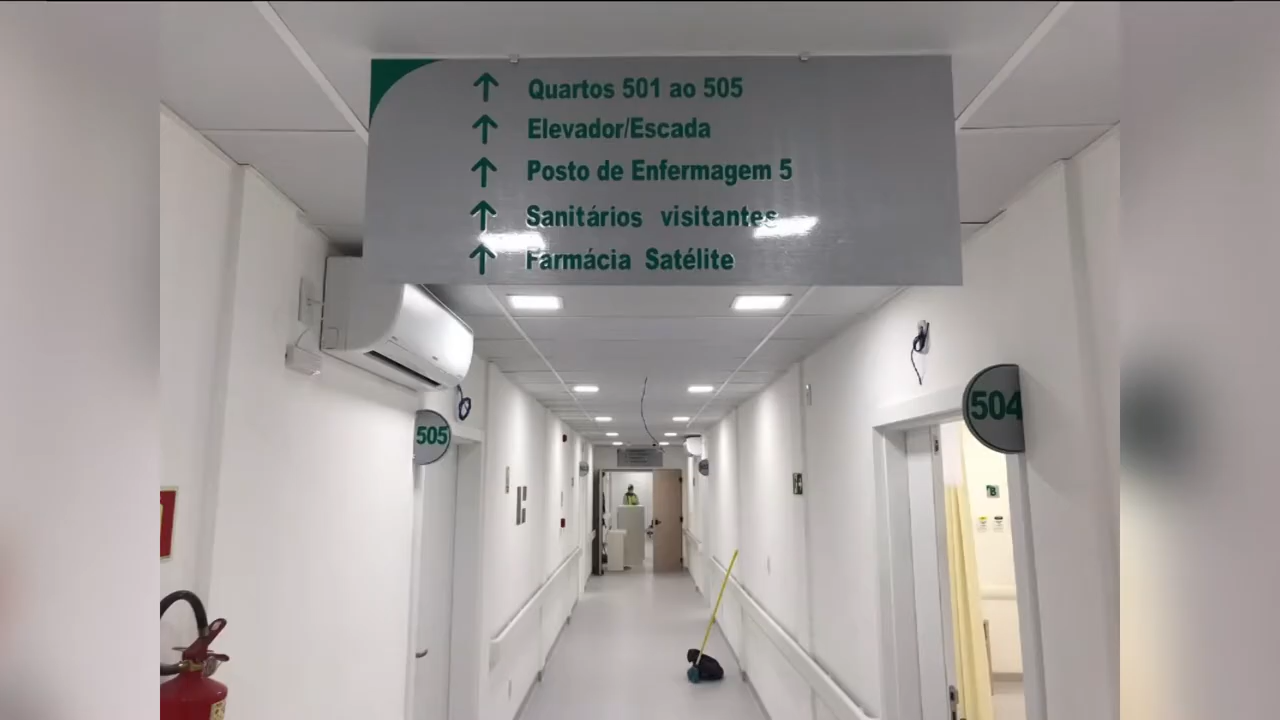 Quartos 501 ao 505
Elevador/Escada
Posto de Enfermagem 5
Sanitários visitantes
Farmácia Satélite
505
504
B